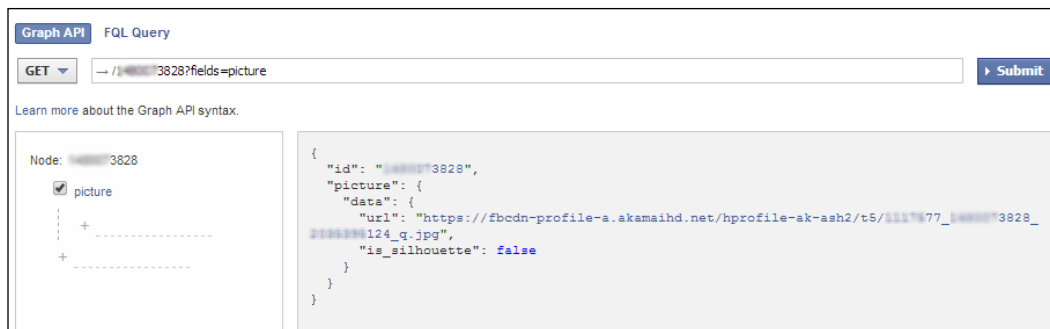 Graph API FQL Query
GET → / 3828?fields=picture Submit
Learn more about the Graph API syntax.
Node: 3828
picture
+
+
{
"id": " 3828",
"picture": {
"data": {
"url": "https://fbcdn-profile-a.akamaihd.net/hprofile-ak-ash2/t5/ 77_ 3828_
124_q.jpg",
"is_silhouette": false
}
}
}